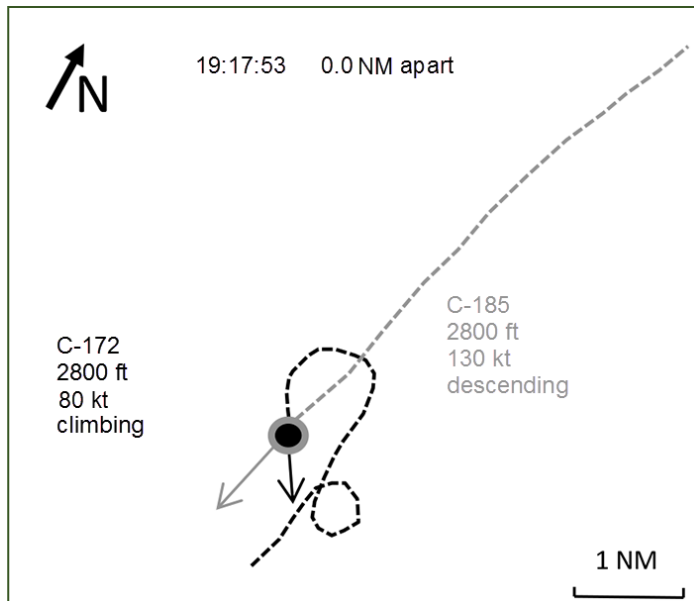 N
19:17:53 0.0 NM apart
C-185
2800 ft
130 kt
descending
C-172
2800 ft
80 kt
climbing
1 NM